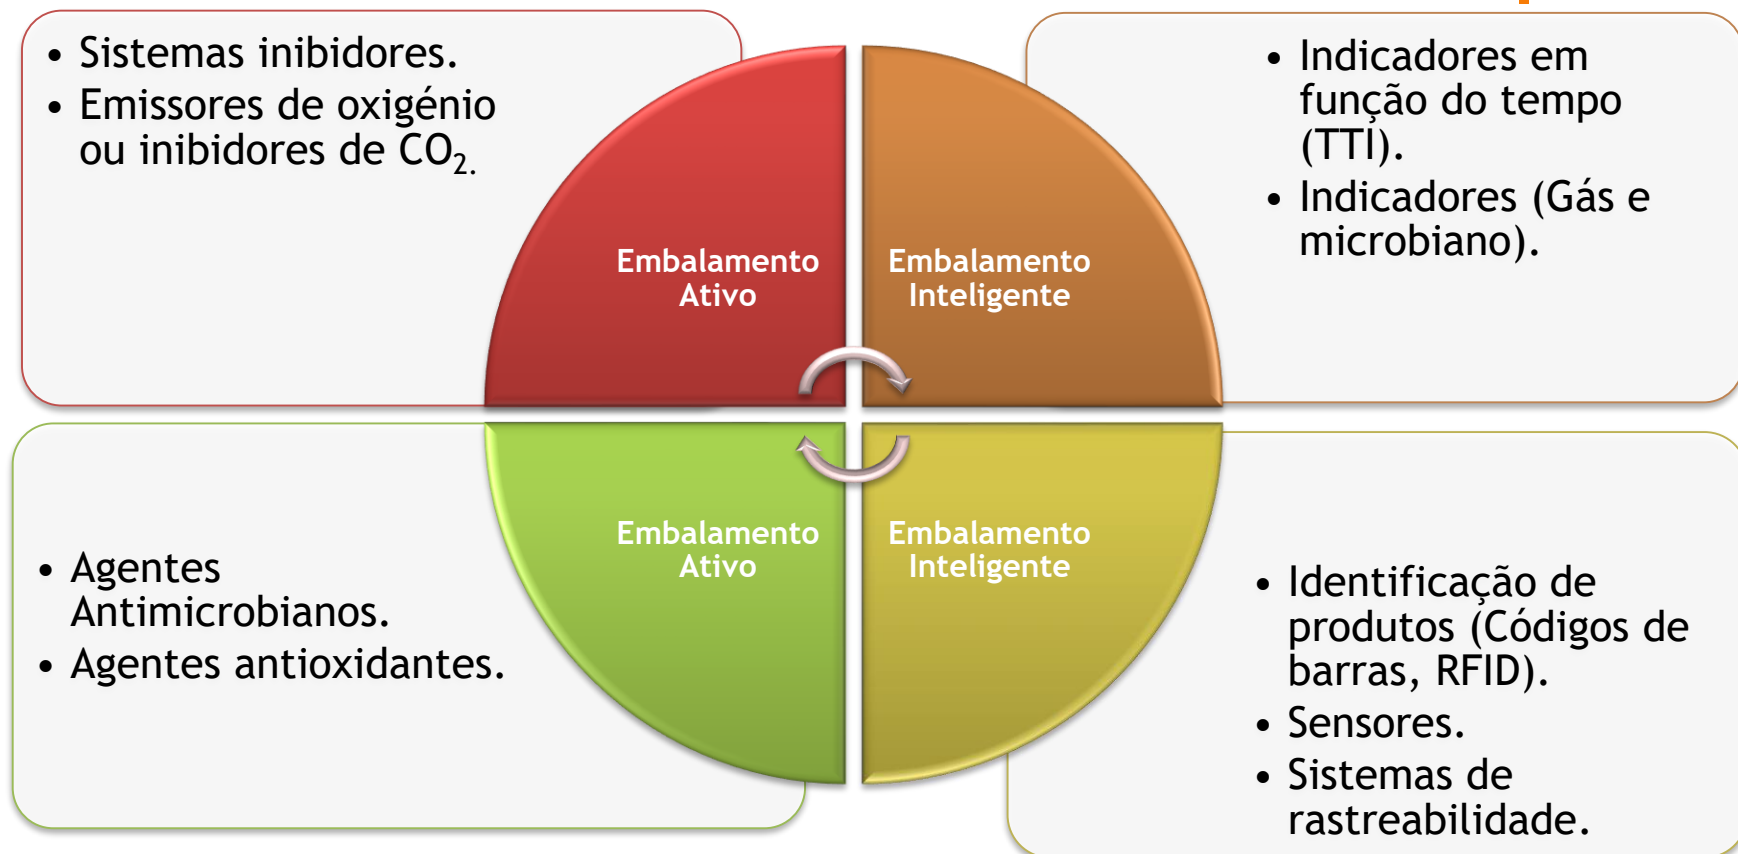 • Sistemas inibidores.
• Emissores de oxigénio
ou inibidores de CO₂.
• Indicadores em
função do tempo
(TTI).
• Indicadores (Gás e
microbiano).
Embalamento
Ativo
Embalamento
Inteligente
Embalamento
Ativo
Embalamento
Inteligente
• Agentes
Antimicrobianos.
• Agentes antioxidantes.
• Identificação de
produtos (Códigos de
barras, RFID).
• Sensores.
• Sistemas de
rastreabilidade.